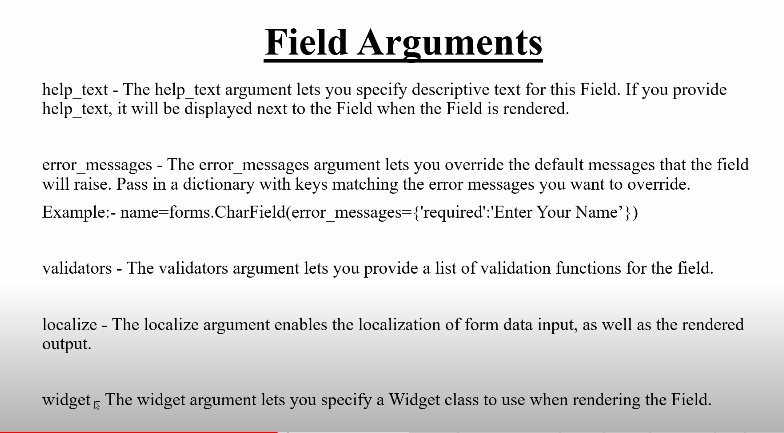 Field Arguments
help_text - The help_text argument lets you specify descriptive text for this Field. If you provide
help_text, it will be displayed next to the Field when the Field is rendered.
error_messages - The error_messages argument lets you override the default messages that the field
will raise. Pass in a dictionary with keys matching the error messages you want to override.
Example:- name=forms.CharField(error_messages={'required':'Enter Your Name’})
validators - The validators argument lets you provide a list of validation functions for the field.
localize - The localize argument enables the localization of form data input, as well as the rendered
output.
widget - The widget argument lets you specify a Widget class to use when rendering the Field.